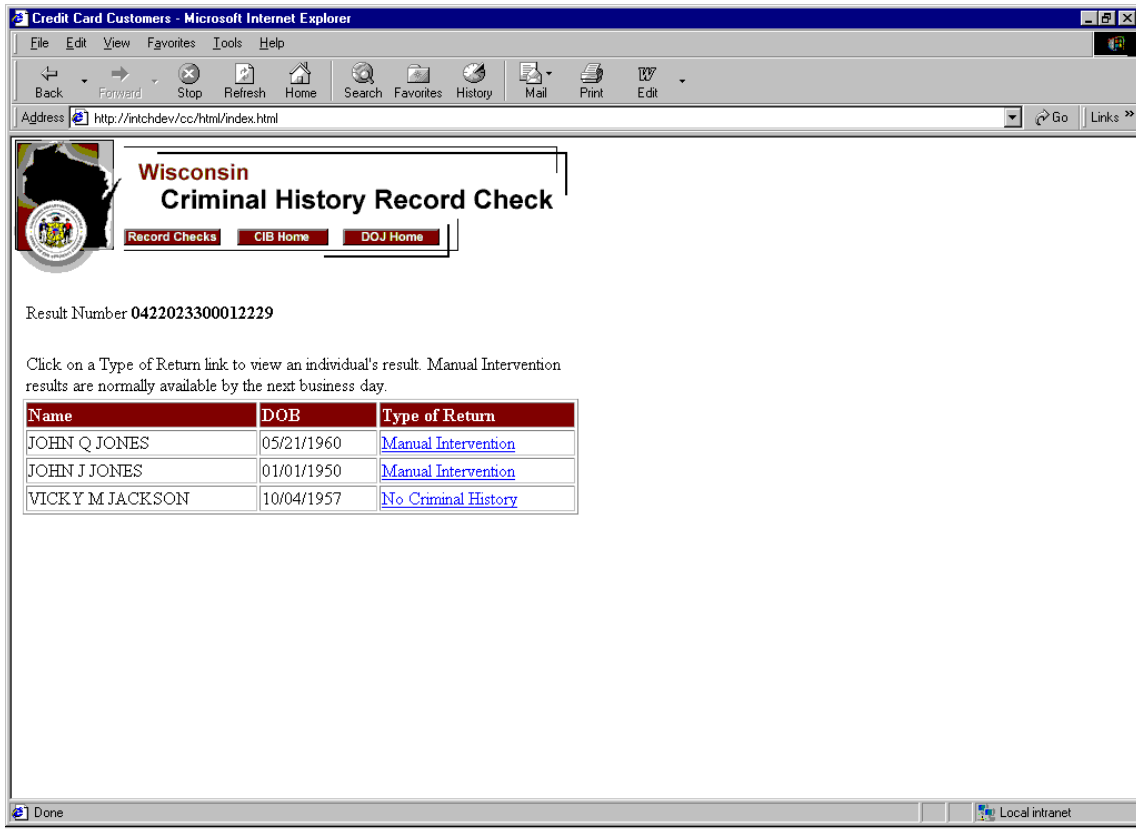 Credit Card Customers - Microsoft Internet Explorer
File Edit View Favorites Tools Help
Back Forward Stop Refresh Home Search Favorites History Mail Print Edit
Address http://intchdev/cc/html/index.html Go Links »
Wisconsin
Criminal History Record Check
Record Checks CIB Home DOJ Home
Result Number 0422023300012229
Click on a Type of Return link to view an individual's result. Manual Intervention
results are normally available by the next business day.
Name DOB Type of Return
JOHN Q JONES 05/21/1960 Manual Intervention
JOHN J JONES 01/01/1950 Manual Intervention
VICKY M JACKSON 10/04/1957 No Criminal History
Done Local intranet